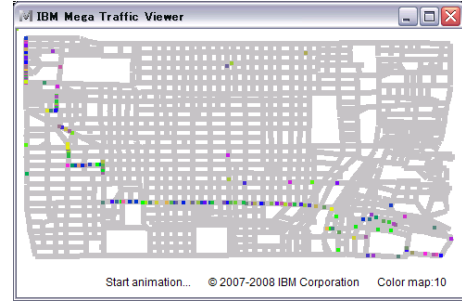 IBM Mega Traffic Viewer
Start animation... © 2007-2008 IBM Corporation Color map:10